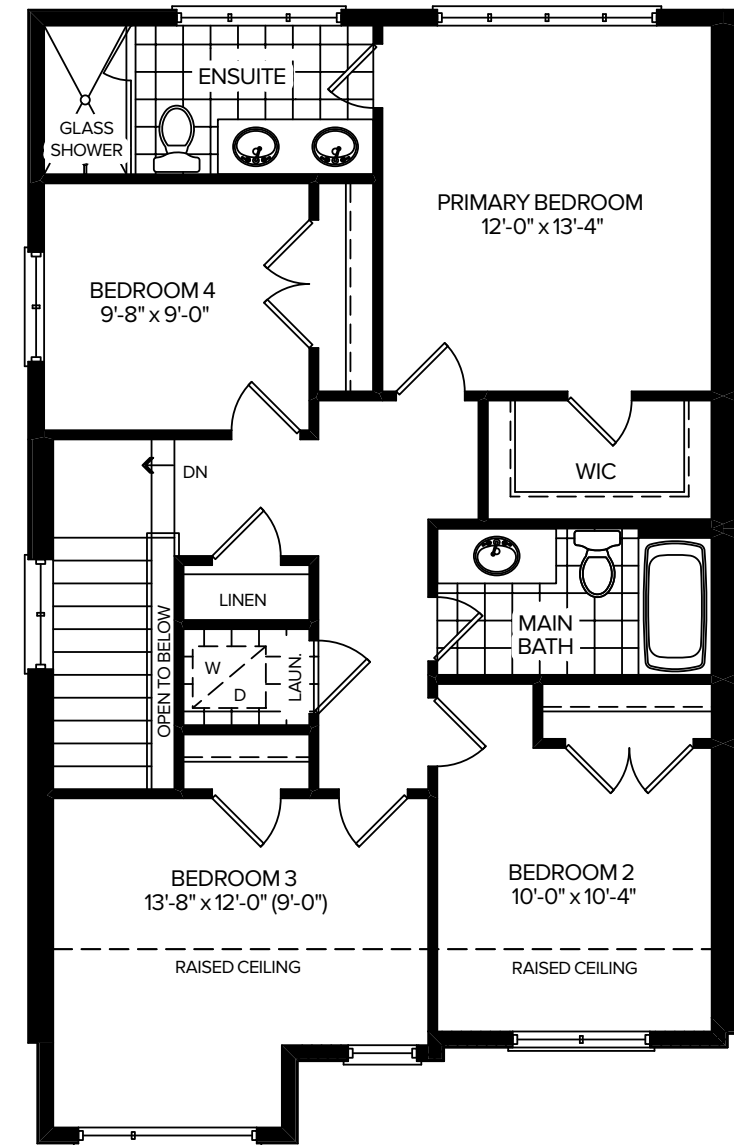 ENSUITE
GLASS
SHOWER
PRIMARY BEDROOM
12'-0" x 13'-4"
BEDROOM 4
9'-8" x 9'-0"
DN
WIC
LINEN
OPEN TO BELOW
W
D
LAUN.
MAIN
BATH
BEDROOM 3
13'-8" x 12'-0" (9'-0")
RAISED CEILING
BEDROOM 2
10'-0" x 10'-4"
RAISED CEILING